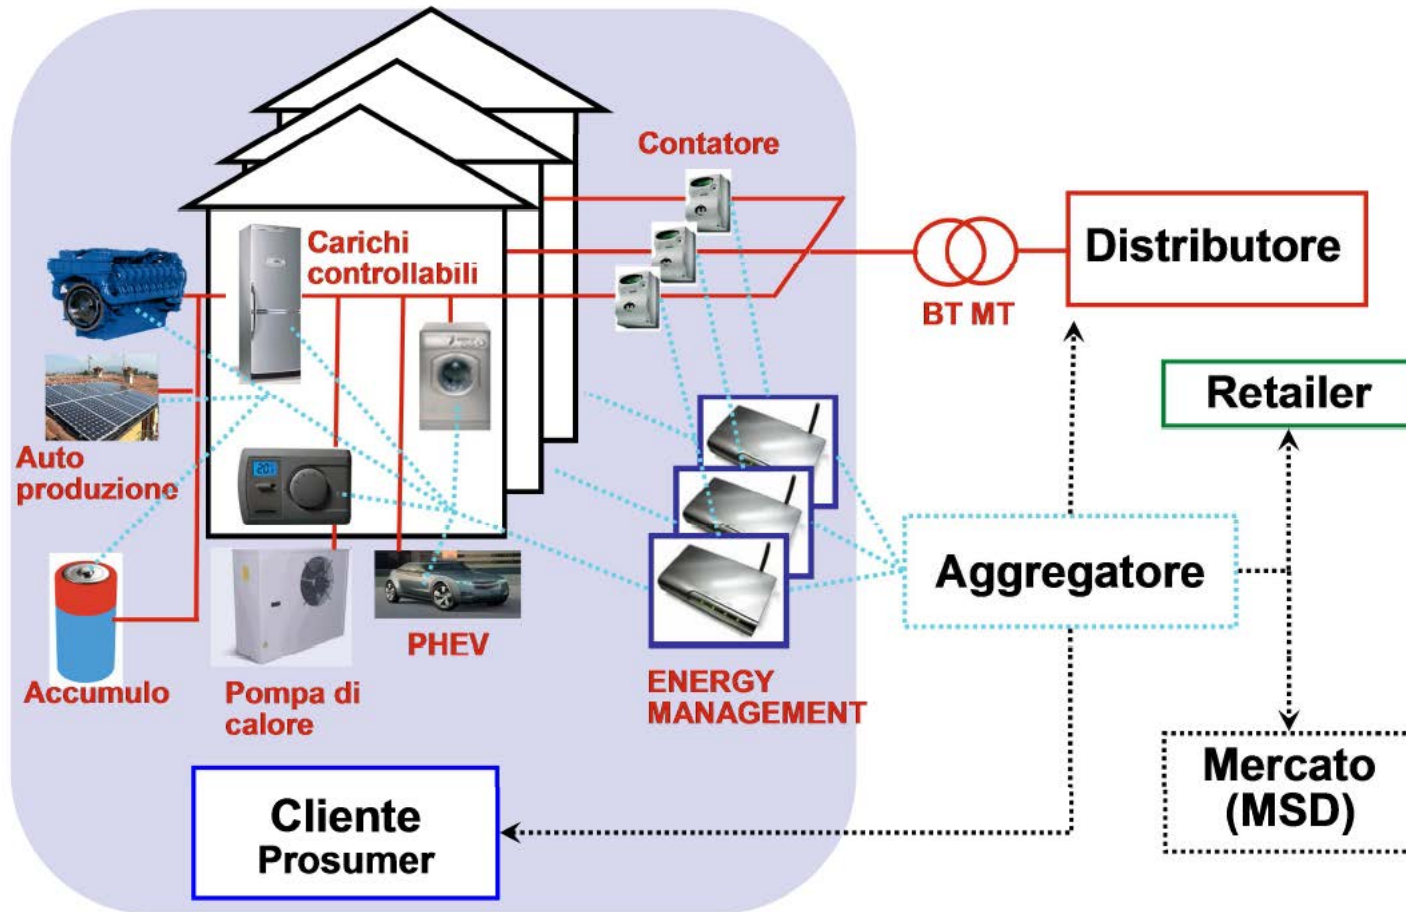 Contatore
Carichi
controllabili
Distributore
BT MT
Retailer
Auto
produzione
20°
Aggregatore
PHEV
Accumulo
Pompa di
calore
ENERGY
MANAGEMENT
Mercato
(MSD)
Cliente
Prosumer